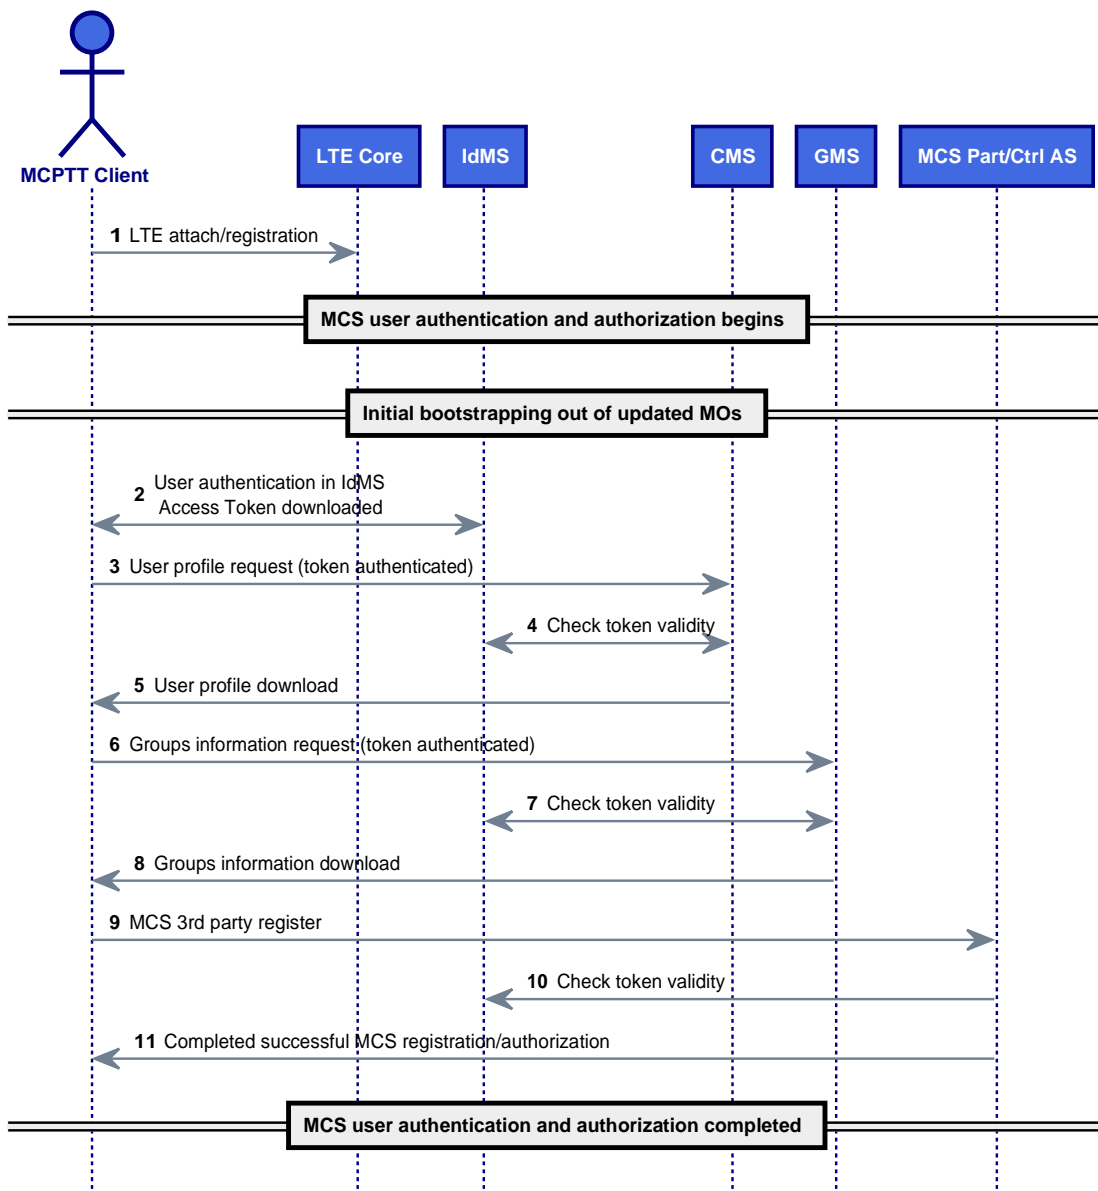 MCPTT Client
LTE Core
IdMS
CMS
GMS
MCS Part/Ctrl AS
1 LTE attach/registration
MCS user authentication and authorization begins
Initial bootstrapping out of updated MOs
2 User authentication in IdMS
Access Token downloaded
3 User profile request (token authenticated)
4 Check token validity
5 User profile download
6 Groups information request (token authenticated)
7 Check token validity
8 Groups information download
9 MCS 3rd party register
10 Check token validity
11 Completed successful MCS registration/authorization
MCS user authentication and authorization completed